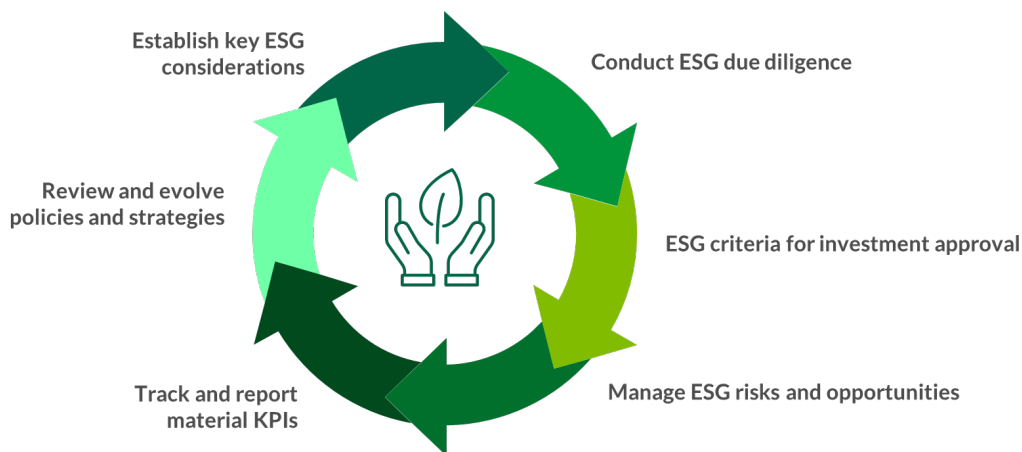 Establish key ESG
considerations
Conduct ESG due diligence
ESG criteria for investment approval
Manage ESG risks and opportunities
Track and report
material KPIs
Review and evolve
policies and strategies